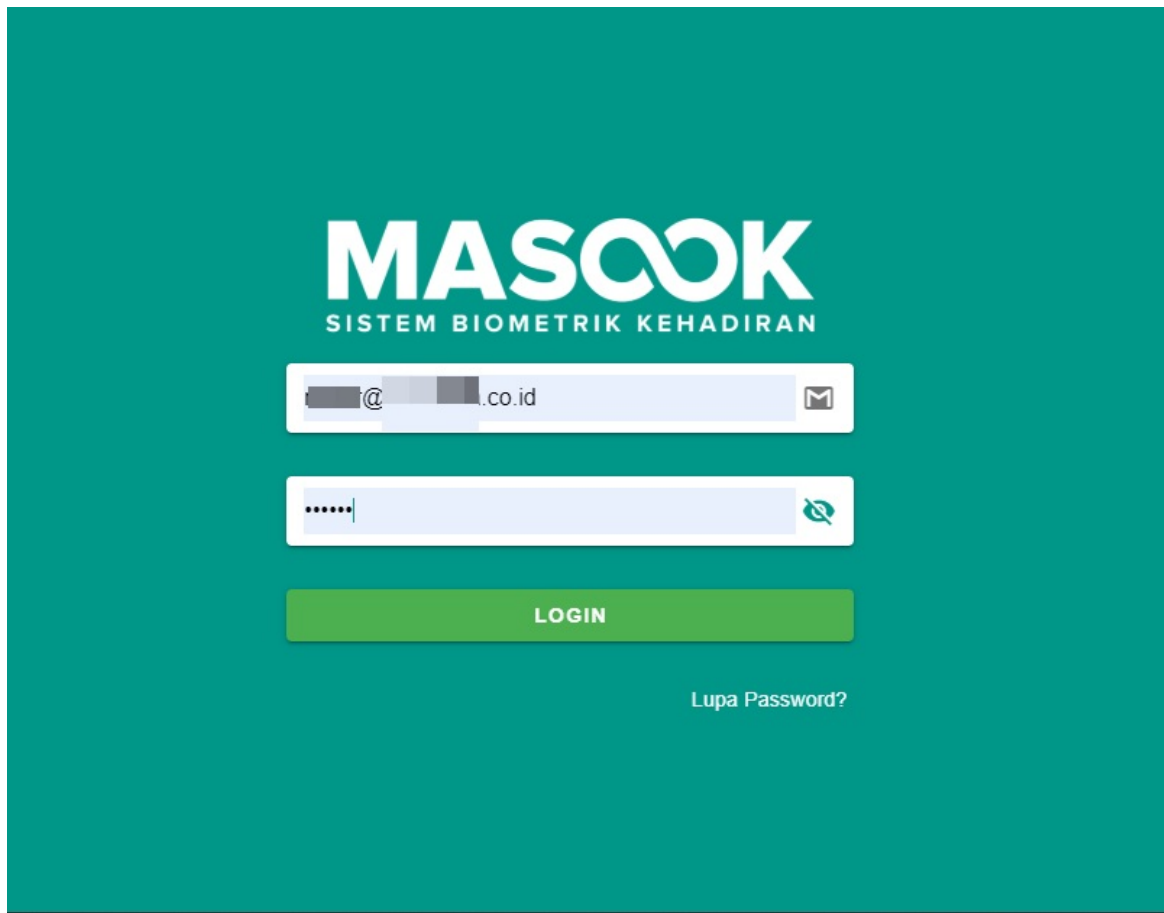 MASOOK
SISTEM BIOMETRIK KEHADIRAN
@ .co.id
••••••
LOGIN
Lupa Password?